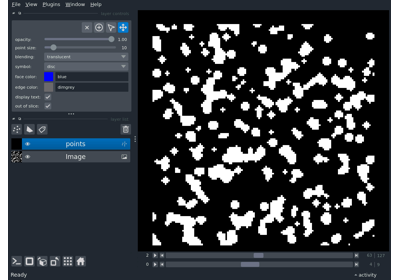 File View Plugins Window Help
opacity: 1.00
point size: 10
blending: translucent
symbol: disc
face color: blue
edge color: dimgrey
display text:
out of slice:
points
Image
2
0
Ready
activity